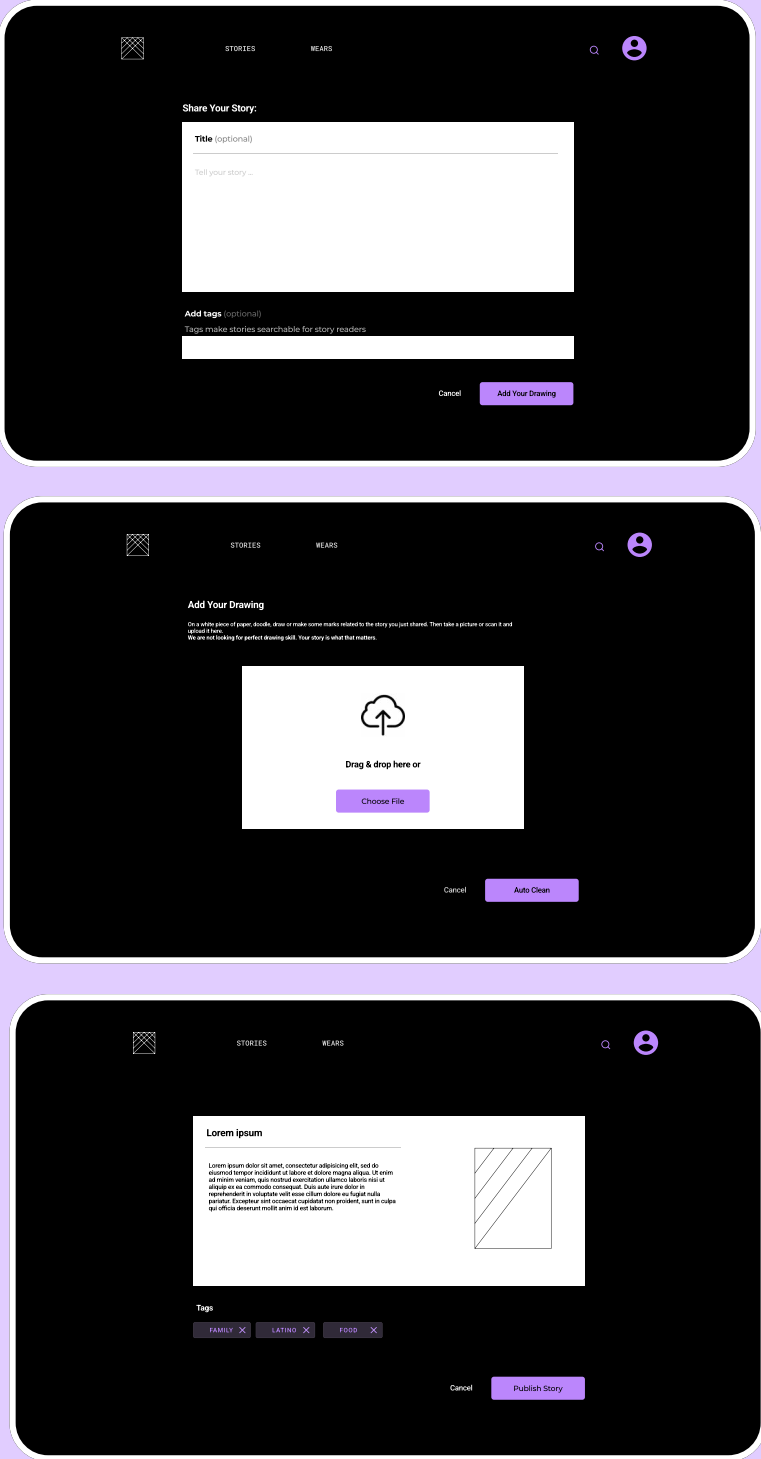 STORIES WEARS
Share Your Story:
Title (optional)
Tell your story ...
Add tags (optional)
Tags make stories searchable for story readers
Cancel Add Your Drawing
STORIES WEARS
Add Your Drawing
On a white piece of paper, doodle, draw or make some marks related to the story you just shared. Then take a picture or scan it and
upload it here.
We are not looking for perfect drawing skill. Your story is what that matters.
Drag & drop here or
Choose File
Cancel Auto Clean
STORIES WEARS
Lorem ipsum
Lorem ipsum dolor sit amet, consectetur adipisicing elit, sed do
eiusmod tempor incididunt ut labore et dolore magna aliqua. Ut enim
ad minim veniam, quis nostrud exercitation ullamco laboris nisi ut
aliquip ex ea commodo consequat. Duis aute irure dolor in
reprehenderit in voluptate velit esse cillum dolore eu fugiat nulla
pariatur. Excepteur sint occaecat cupidatat non proident, sunt in culpa
qui officia deserunt mollit anim id est laborum.
Tags
FAMILY LATINO FOOD
Cancel Publish Story